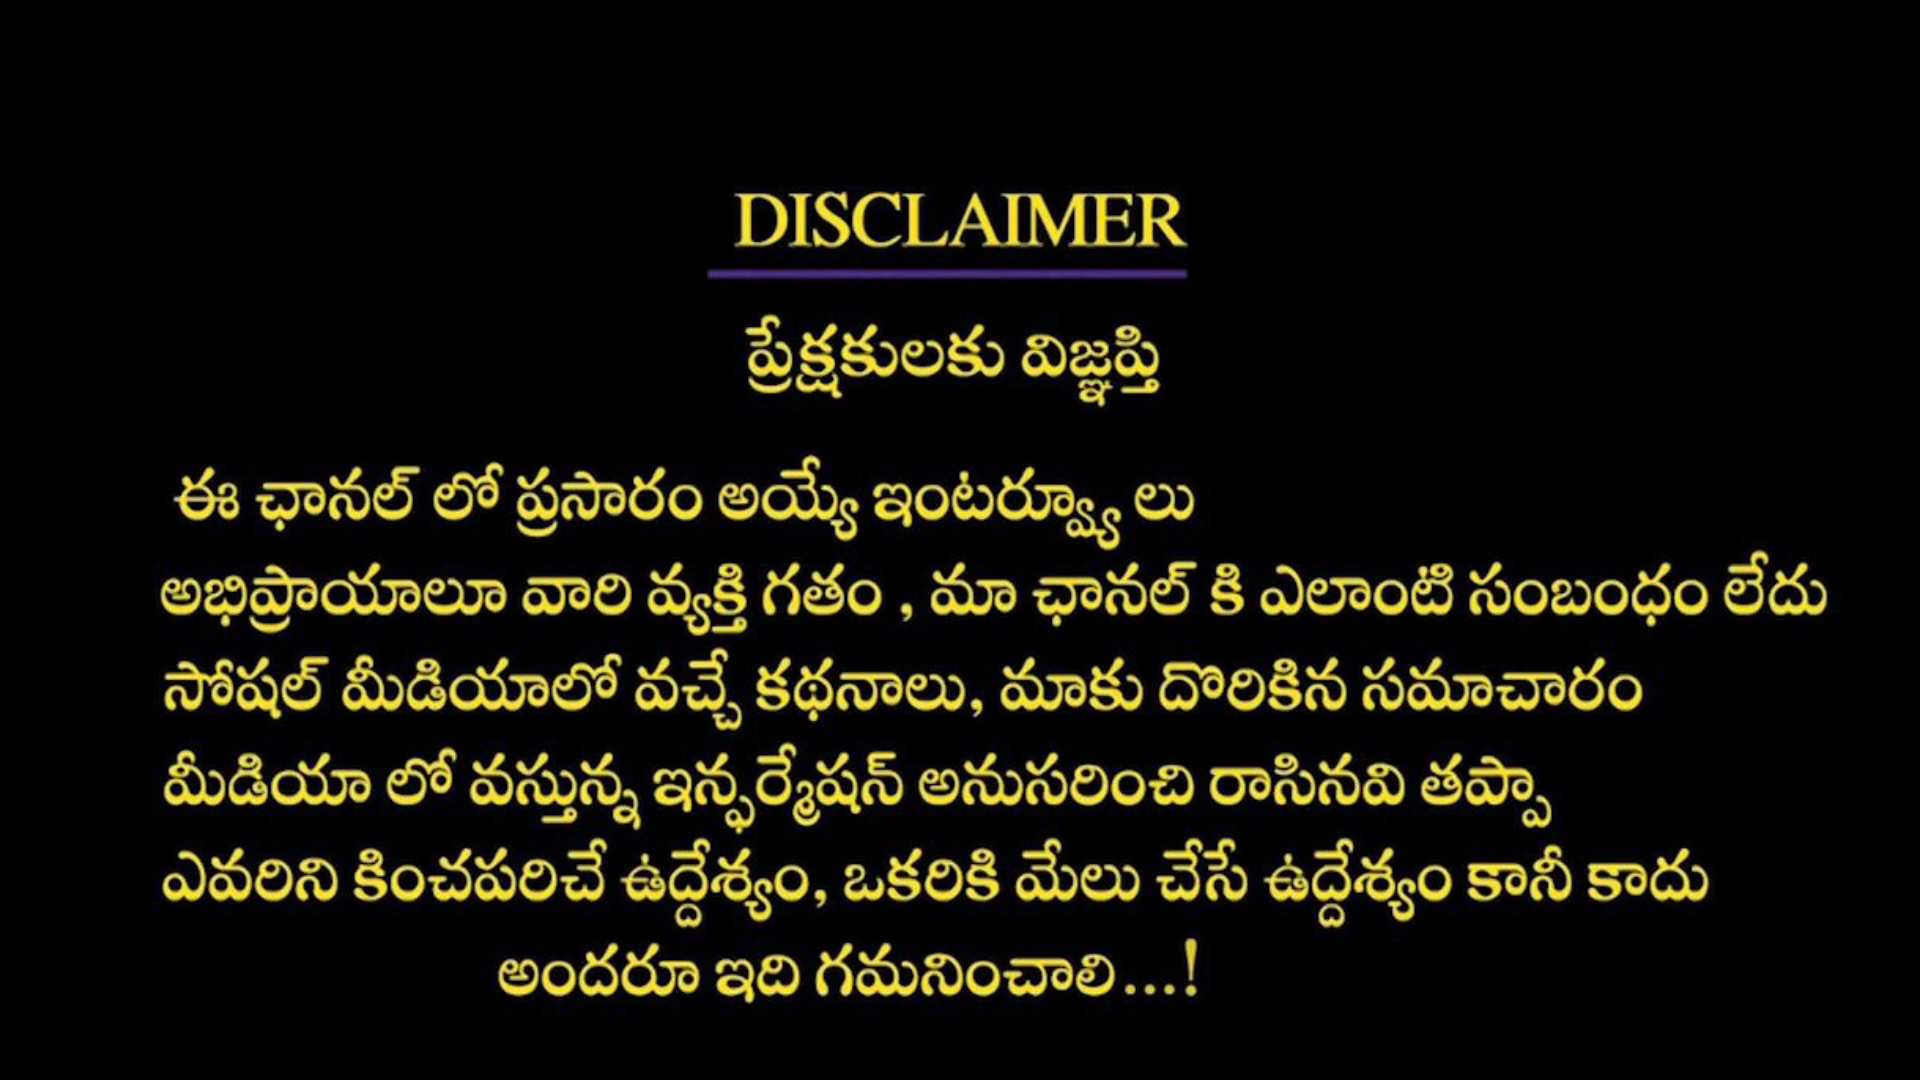 DISCLAIMER
ప్రేక్షకులకు విజ్ఞప్తి
ఈ ఛానల్ లో ప్రసారం అయ్యే ఇంటర్వ్యూ లు
అభిప్రాయాలూ వారి వ్యక్తి గతం , మా ఛానల్ కి ఎలాంటి సంబంధం లేదు
సోషల్ మీడియాలో వచ్చే కథనాలు, మాకు దొరికిన సమాచారం
మీడియా లో వస్తున్న ఇన్ఫర్మేషన్ అనుసరించి రాసినవి తప్పా
ఎవరిని కించపరిచే ఉద్దేశ్యం, ఒకరికి మేలు చేసే ఉద్దేశ్యం కానీ కాదు
అందరూ ఇది గమనించాలి...!